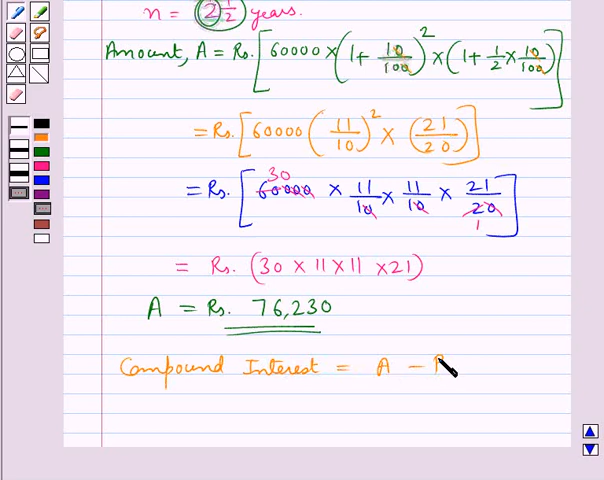 n = 2 1/2 years.
Amount, A = Rs. [60000 × (1 + 10/100)² × (1 + 1/2 × 10/100)]
= Rs. [60000 (11/10)² × (21/20)]
30
= Rs. [60000 × 11/10 × 11/10 × 21/20]
1
= Rs. (30 × 11 × 11 × 21)
A = Rs. 76,230
Compound Interest = A - P